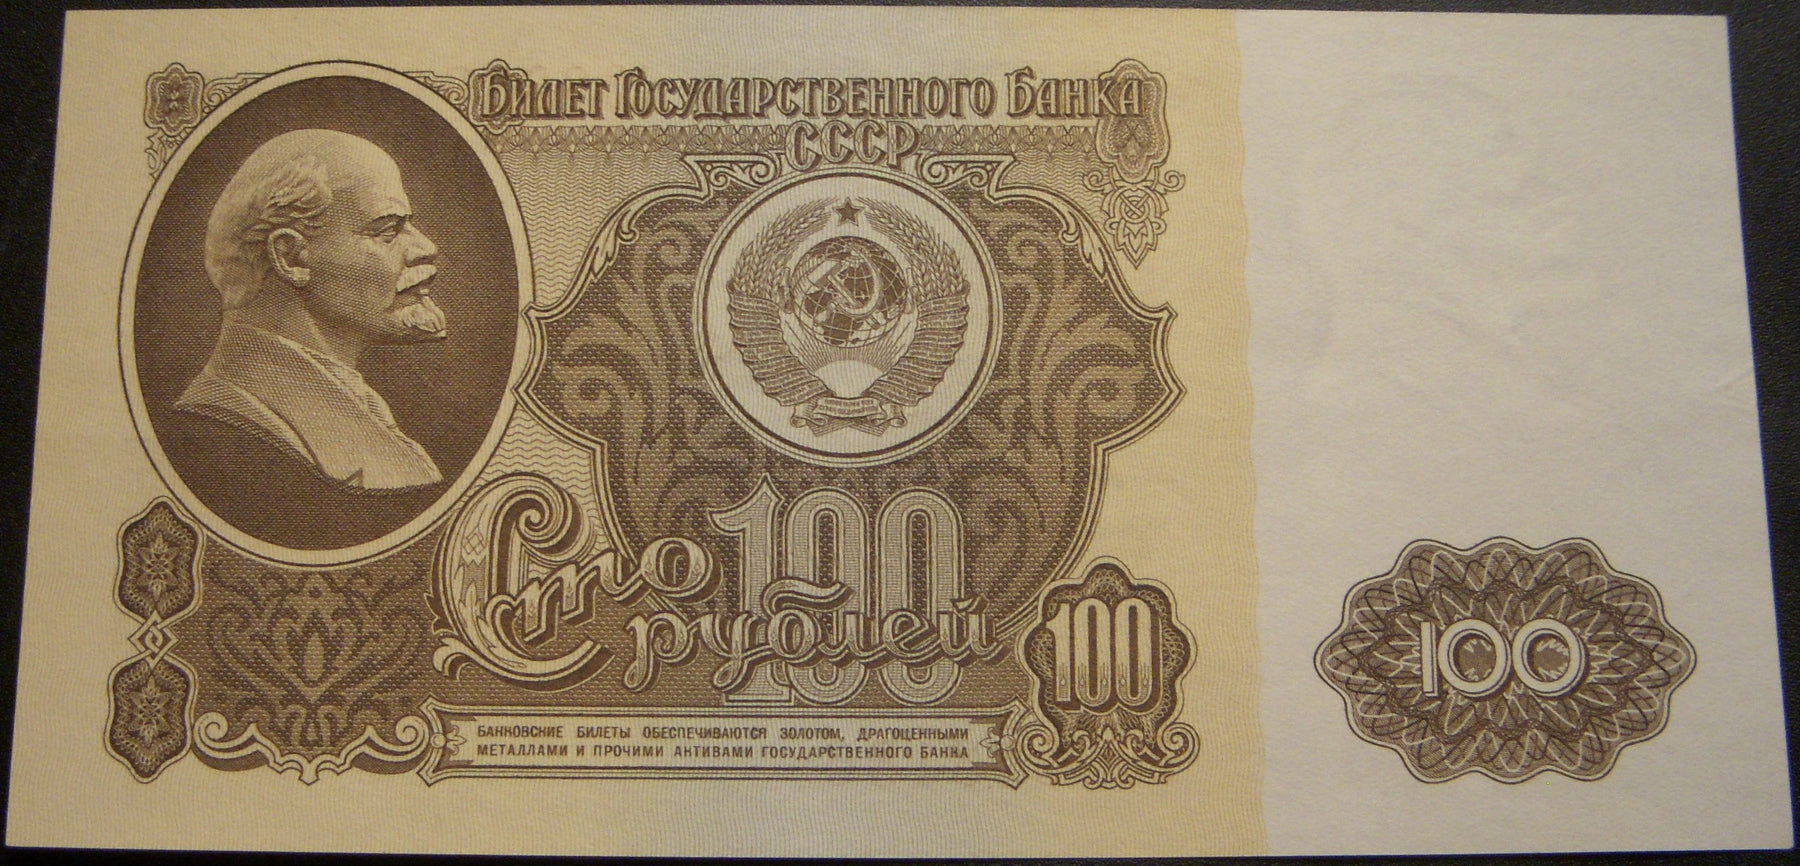 Билет Государственного Банка
СССР
100
Сто
рублей
100
100
БАНКОВСКИЕ БИЛЕТЫ ОБЕСПЕЧИВАЮТСЯ ЗОЛОТОМ, ДРАГОЦЕННЫМИ
МЕТАЛЛАМИ И ПРОЧИМИ АКТИВАМИ ГОСУДАРСТВЕННОГО БАНКА